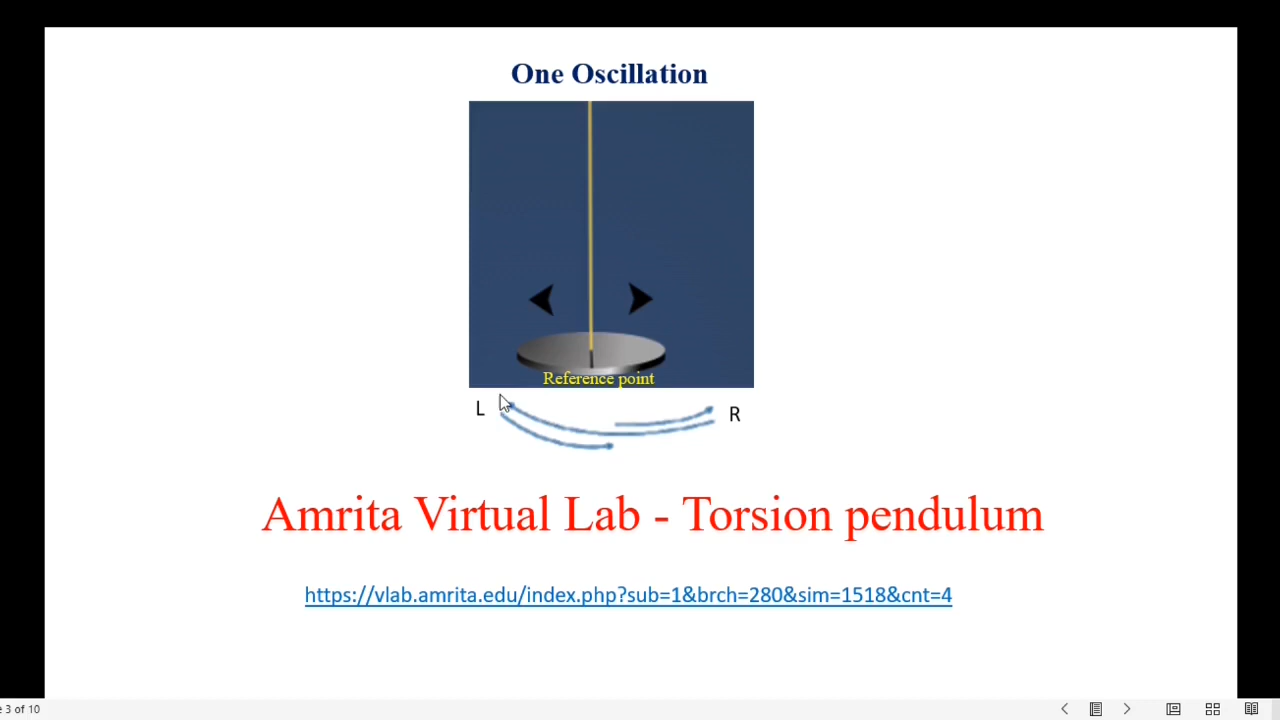 One Oscillation
Reference point
L
R
Amrita Virtual Lab - Torsion pendulum
https://vlab.amrita.edu/index.php?sub=1&brch=280&sim=1518&cnt=4
e 3 of 10